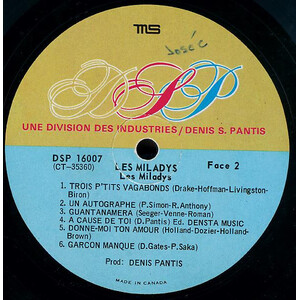 MS
José C
DSP
UNE DIVISION DES INDUSTRIES/DENIS S. PANTIS
DSP 16007
(CT-35360)
LES MILADYS
Les Miladys
Face 2
1. TROIS P'TITS VAGABONDS (Drake-Hoffman-Livingston-
Biron)
2. UN AUTOGRAPHE (P.Simon-R.Anthony)
3. GUANTANAMERA (Seeger-Venne-Roman)
4. A CAUSE DE TOI (D.Pantis) Ed. DENSTA MUSIC
5. DONNE-MOI TON AMOUR (Holland-Dozier-Holland-
Brown)
6. GARCON MANQUE (D.Gates-P.Saka)
Prod: DENIS PANTIS
MADE IN CANADA